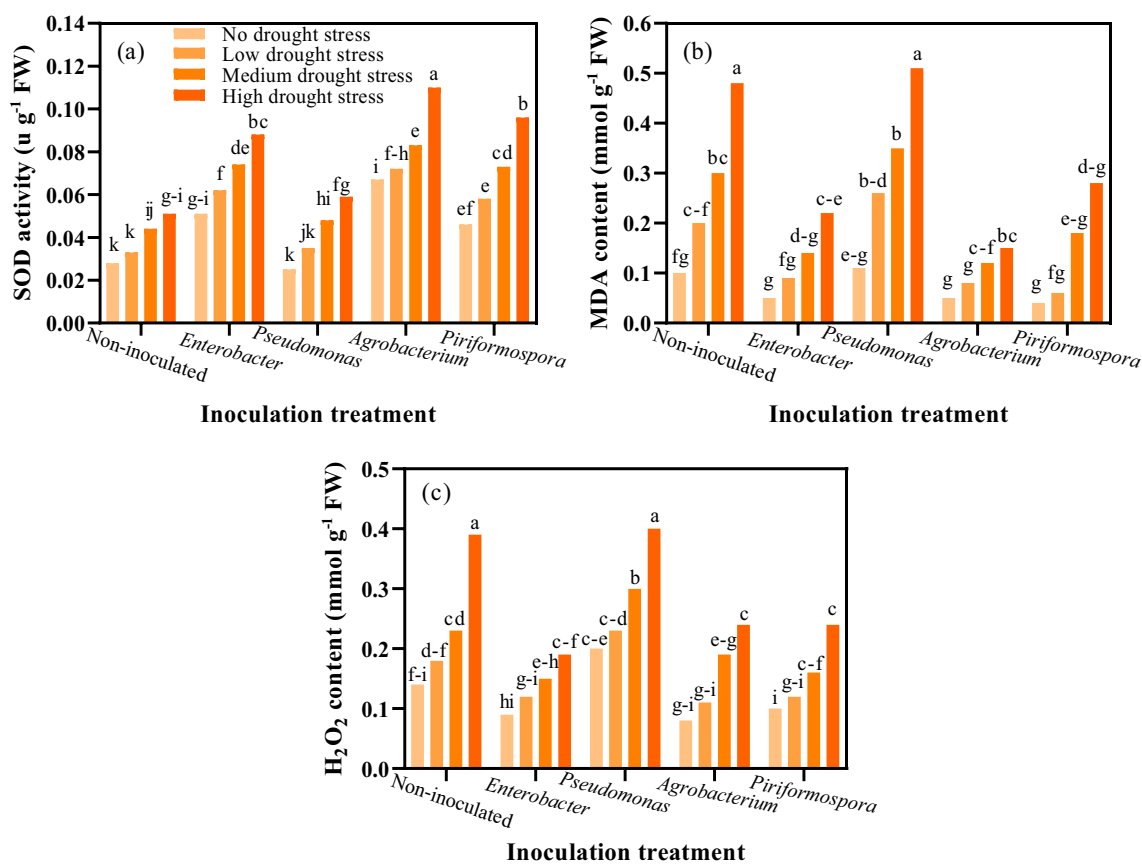 (a)
SOD activity (u g-1 FW)
0.14
0.12
0.10
0.08
0.06
0.04
0.02
0.00
No drought stress
Low drought stress
Medium drought stress
High drought stress
k k ij g-i
g-i f de bc
k jk hi fg
i f-h e a
ef e cd b
Non-inoculated
Enterobacter
Pseudomonas
Agrobacterium
Piriformospora
Inoculation treatment
(b)
MDA content (mmol g-1 FW)
0.6
0.5
0.4
0.3
0.2
0.1
0.0
fg c-f bc a
g fg d-g c-e
e-g b-d b a
g g c-f bc
g fg e-g d-g
Non-inoculated
Enterobacter
Pseudomonas
Agrobacterium
Piriformospora
Inoculation treatment
(c)
H2O2 content (mmol g-1 FW)
0.5
0.4
0.3
0.2
0.1
0.0
f-i d-f cd a
hi g-i e-h c-f
c-e c-d b a
g-i g-i e-g c
i g-i c-f c
Non-inoculated
Enterobacter
Pseudomonas
Agrobacterium
Piriformospora
Inoculation treatment